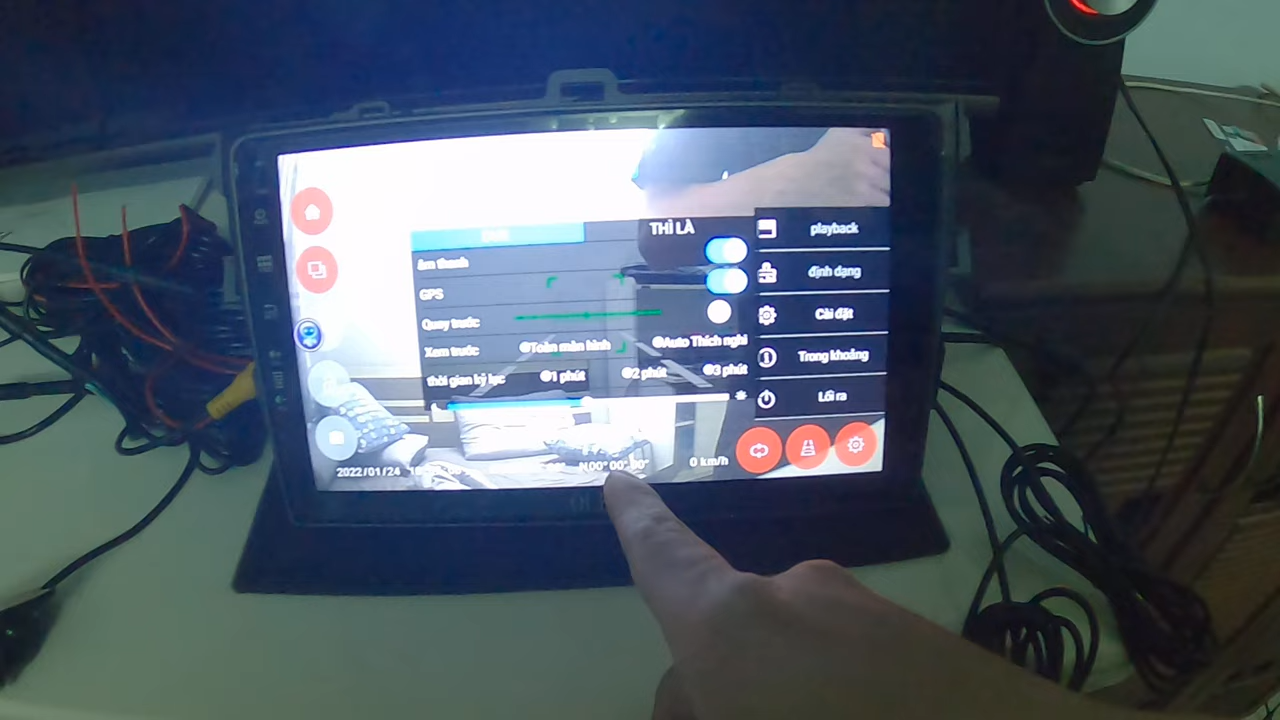 THÌ LÀ
âm thanh
GPS
Quay trước
Xem trước Toàn màn hình Auto Thích nghi
thời gian kỷ lục 1 phút 2 phút 3 phút
playback
định dạng
Cài đặt
Trong khoảng
Lối ra
2022/01/24 N00° 00' 00" 0 km/h